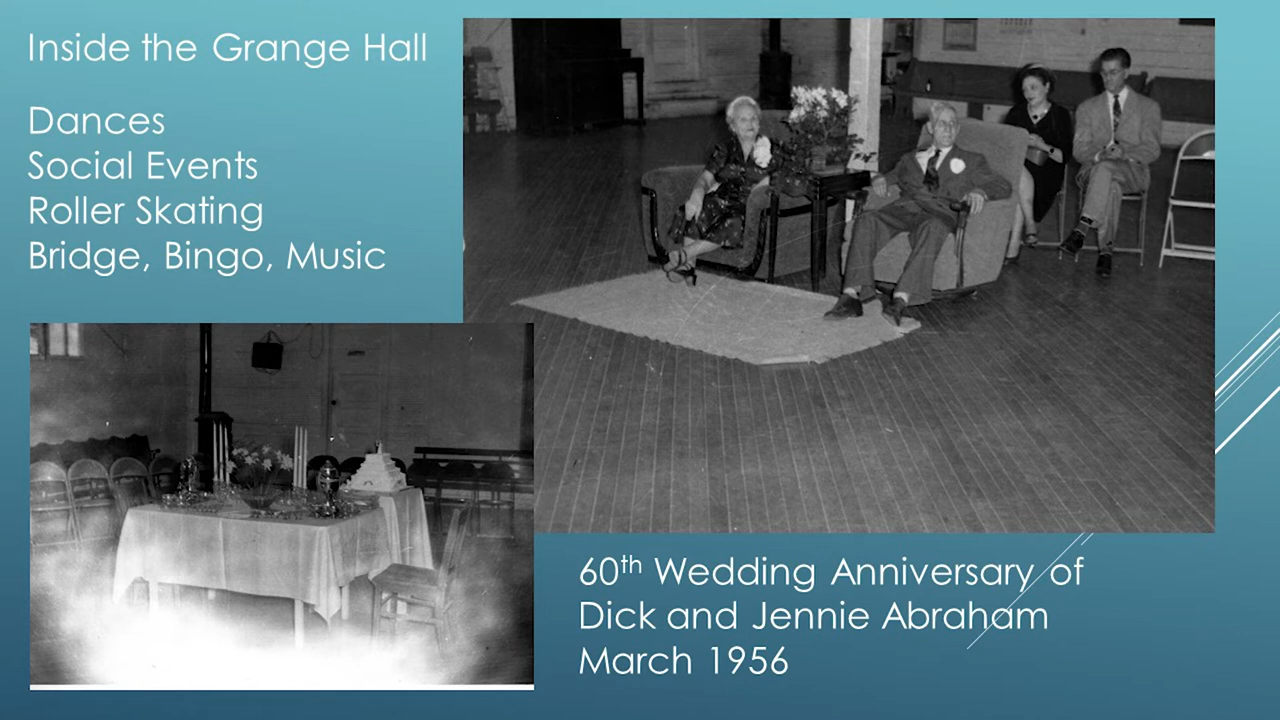 Inside the Grange Hall
Dances
Social Events
Roller Skating
Bridge, Bingo, Music
60th Wedding Anniversary of
Dick and Jennie Abraham
March 1956